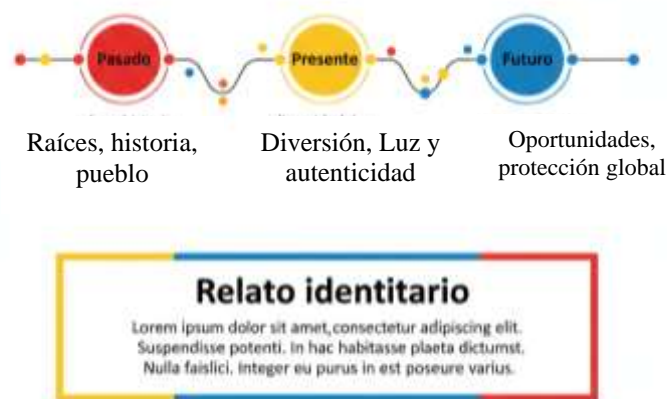 Pasado
Presente
Futuro
Raíces, historia,
pueblo
Diversión, Luz y
autenticidad
Oportunidades,
protección global
Relato identitario
Lorem ipsum dolor sit amet, consectetur adipiscing elit.
Suspendisse potenti. In hac habitasse plaeta dictumst.
Nulla faislici. Integer eu purus in est poseure varius.